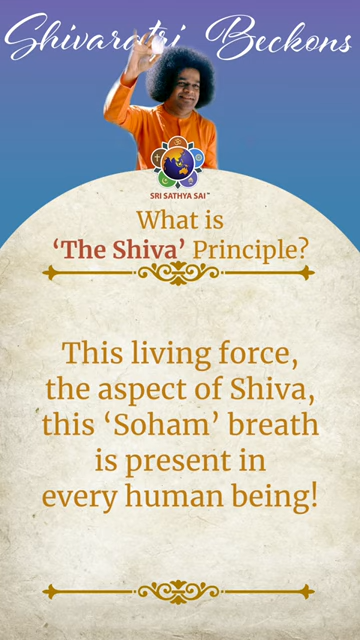 Shivaratri Beckons
SRI SATHYA SAI™
What is
‘The Shiva’ Principle?
This living force,
the aspect of Shiva,
this ‘Soham’ breath
is present in
every human being!